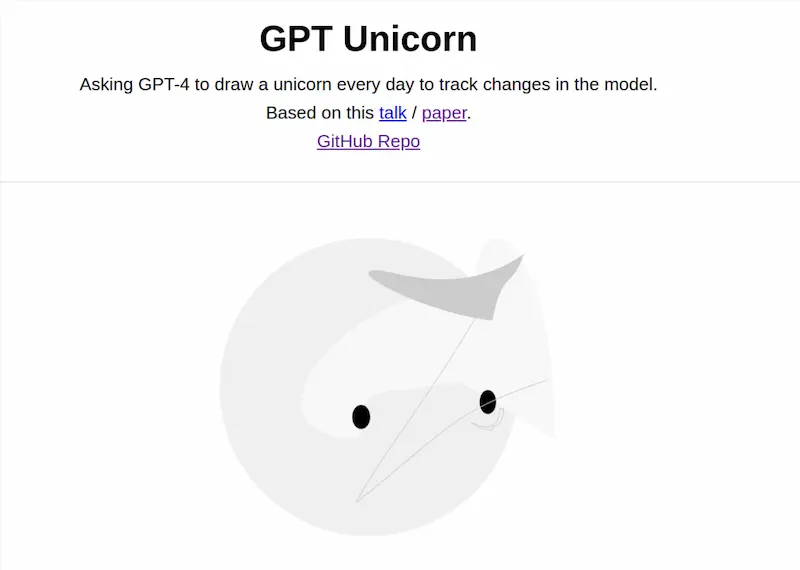 GPT Unicorn
Asking GPT-4 to draw a unicorn every day to track changes in the model.
Based on this talk / paper.
GitHub Repo